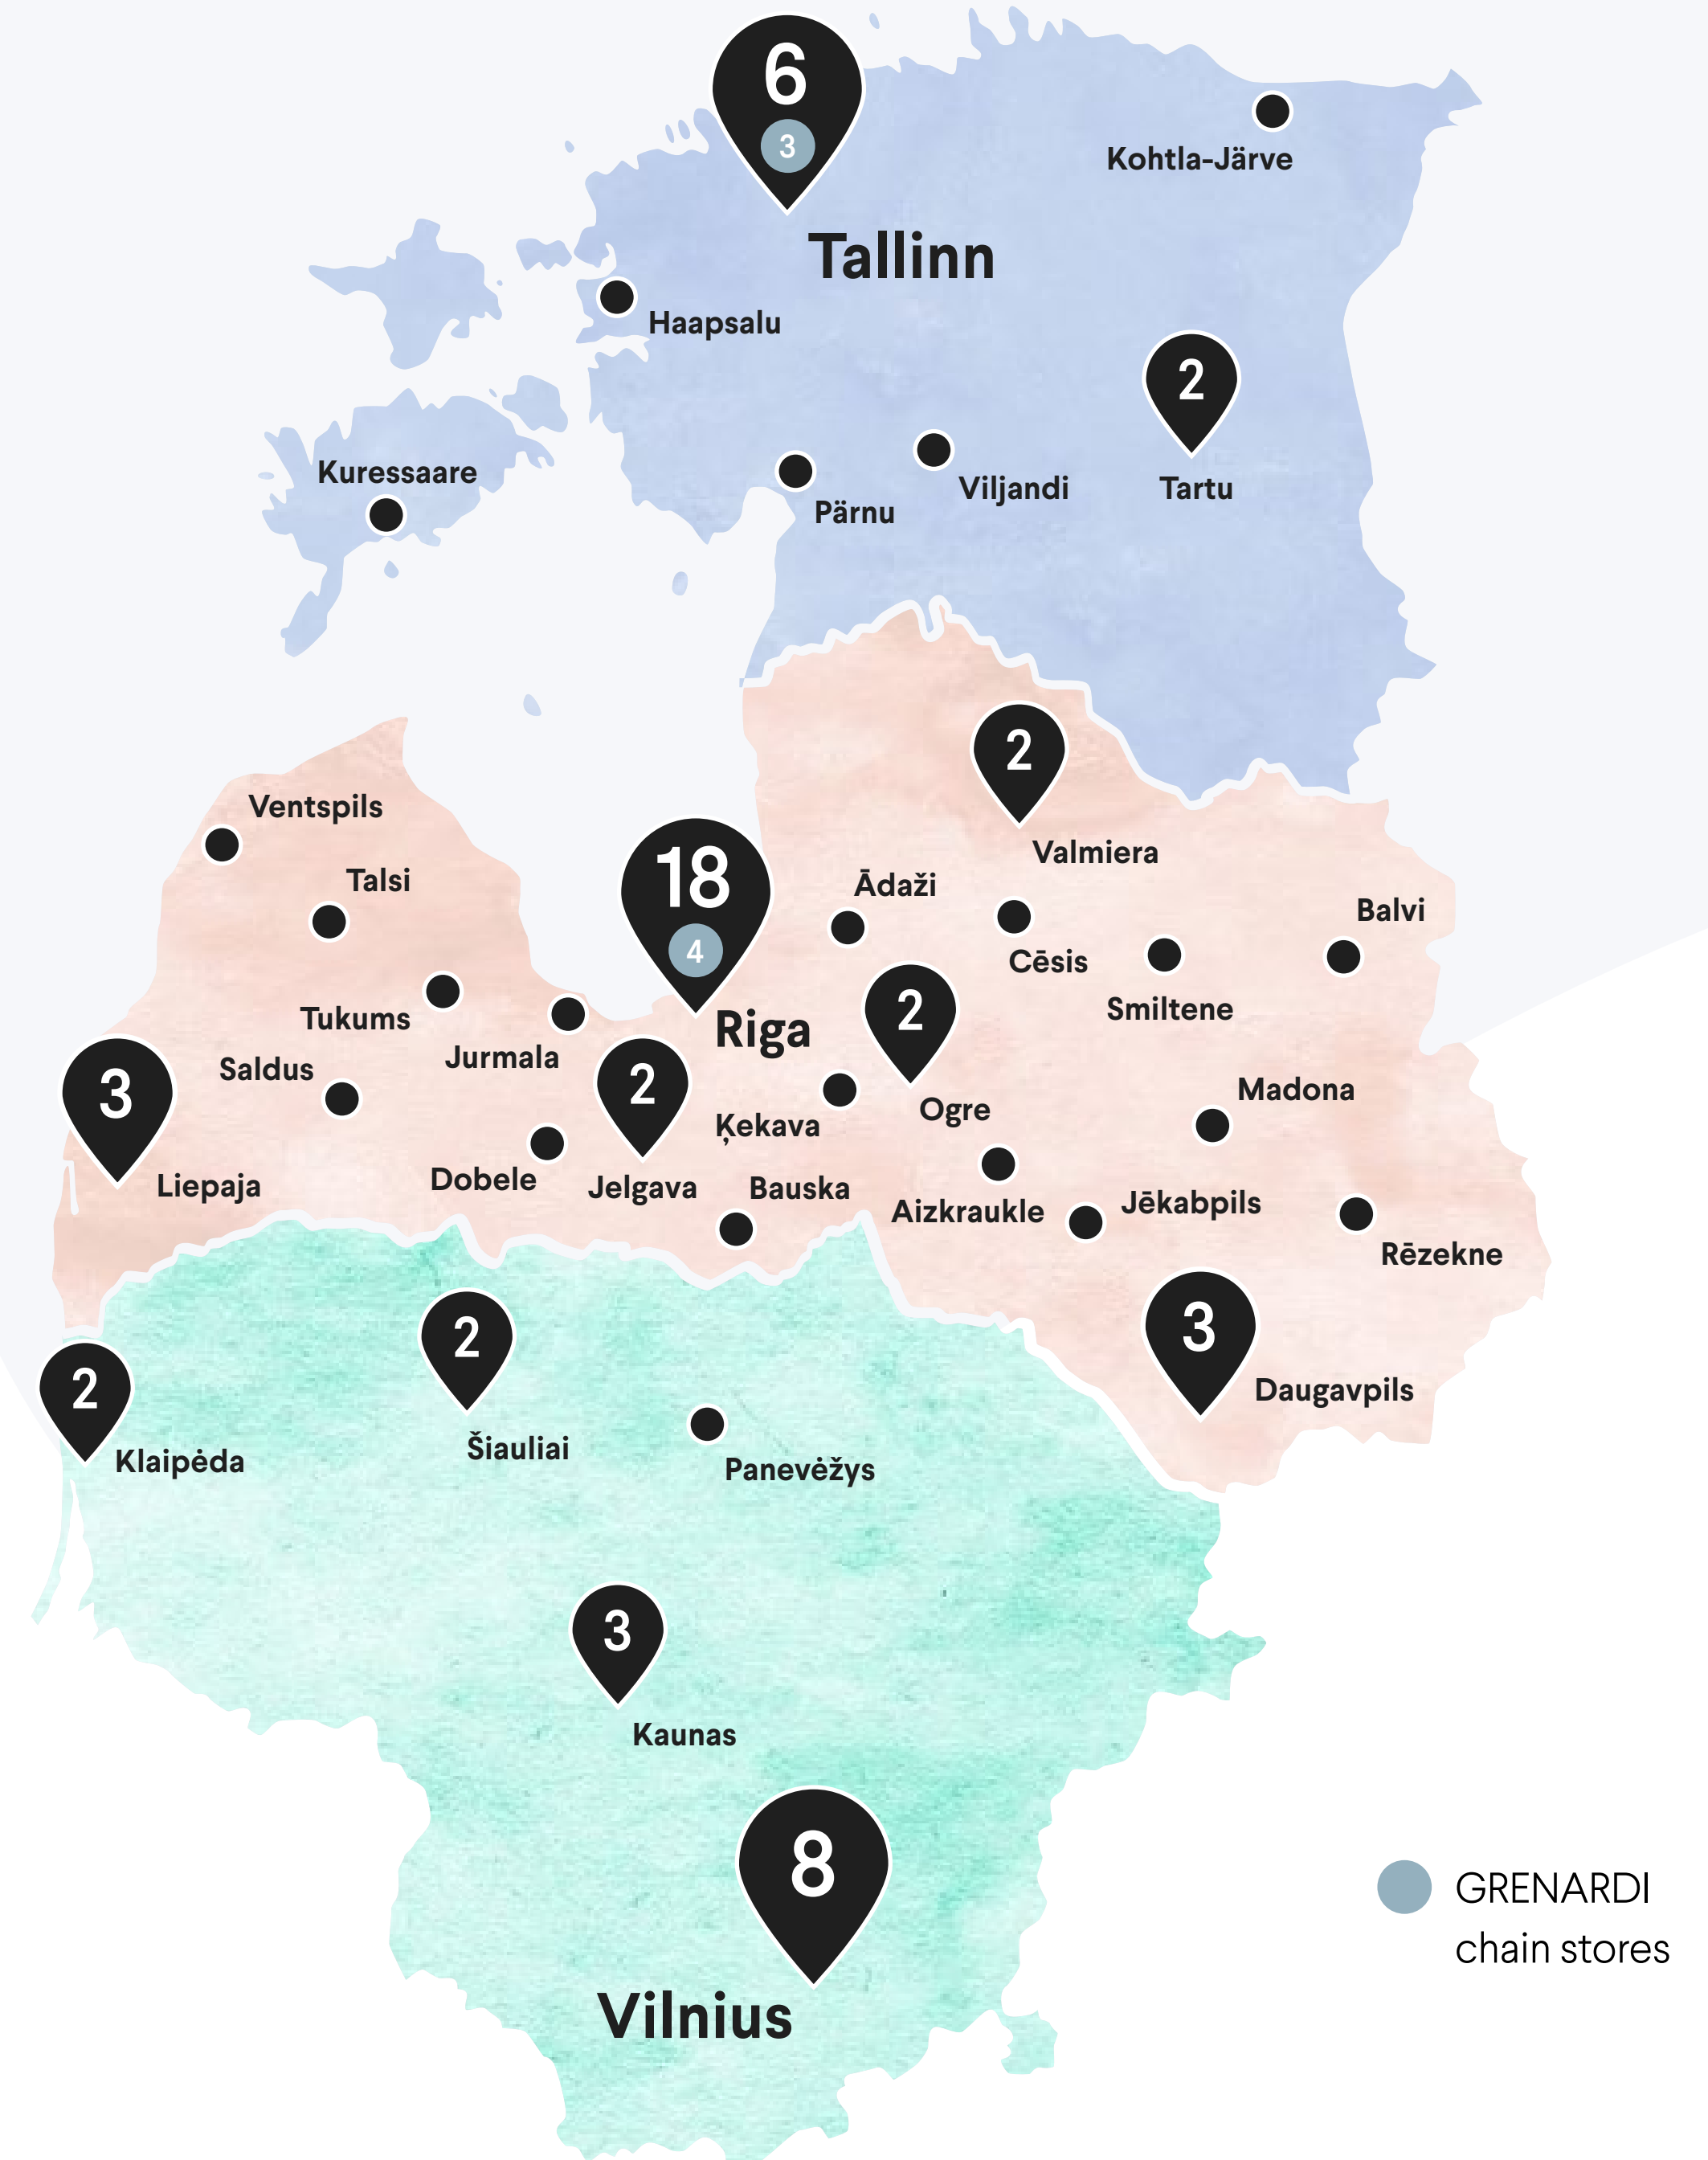 6
3
Kohtla-Järve
Tallinn
Haapsalu
2
Kuressaare
Viljandi
Tartu
Pärnu
2
Ventspils
Valmiera
Talsi
18
4
Ādaži
Balvi
Cēsis
Smiltene
Tukums
2
Riga
Jurmala
Saldus
3
2
Madona
Ogre
Ķekava
Liepaja
Dobele
Jelgava
Bauska
Aizkraukle
Jēkabpils
Rēzekne
2
3
2
Daugavpils
Klaipėda
Šiauliai
Panevėžys
3
Kaunas
8
GRENARDI
chain stores
Vilnius